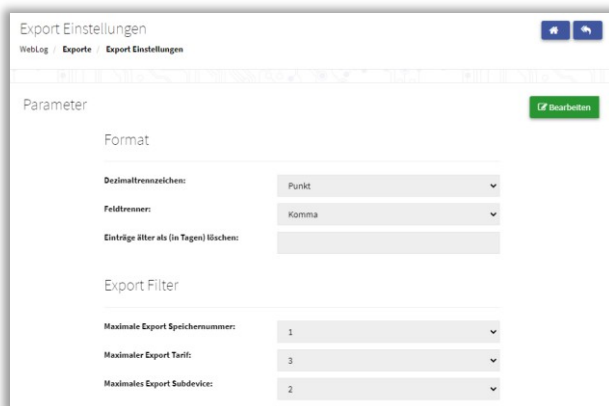 Export Einstellungen
WebLog / Exporte / Export Einstellungen
Parameter
Bearbeiten
Format
Dezimaltrennzeichen: Punkt
Feldtrenner: Komma
Einträge älter als (in Tagen) löschen:
Export Filter
Maximale Export Speichernummer: 1
Maximaler Export Tarif: 3
Maximales Export Subdevice: 2